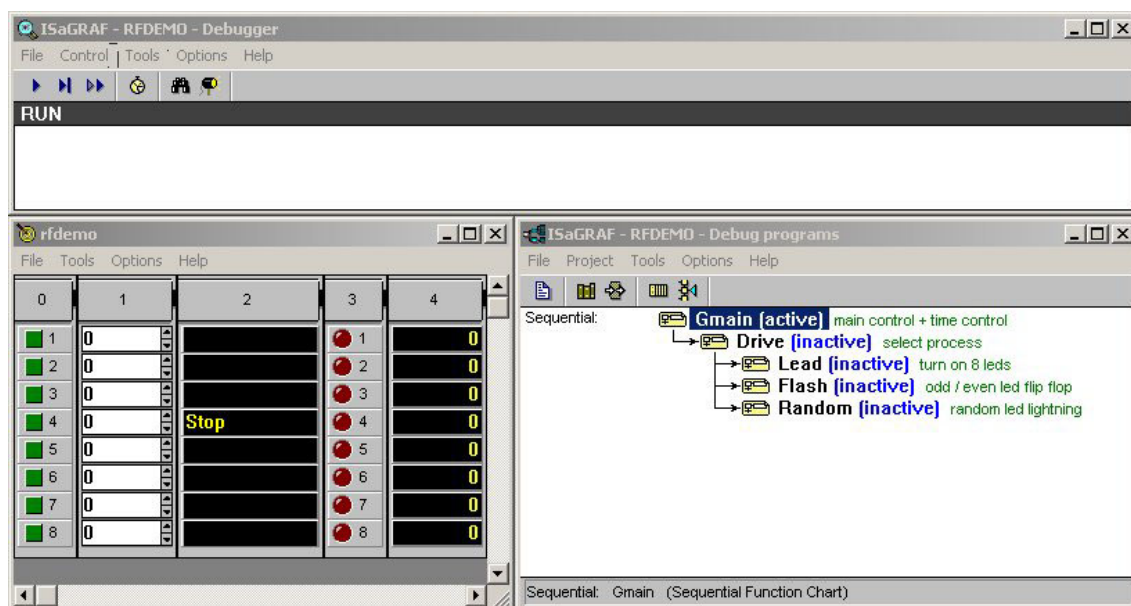 ISaGRAF - RFDEMO - Debugger
File Control Tools Options Help
RUN
rfdemo
File Tools Options Help
0 1 2 3 4
1 0 1 0
2 0 2 0
3 0 3 0
4 0 Stop 4 0
5 0 5 0
6 0 6 0
7 0 7 0
8 0 8 0
ISaGRAF - RFDEMO - Debug programs
File Project Tools Options Help
Sequential: Gmain (active) main control + time control
Drive (inactive) select process
Lead (inactive) turn on 8 leds
Flash (inactive) odd / even led flip flop
Random (inactive) random led lightning
Sequential: Gmain (Sequential Function Chart)